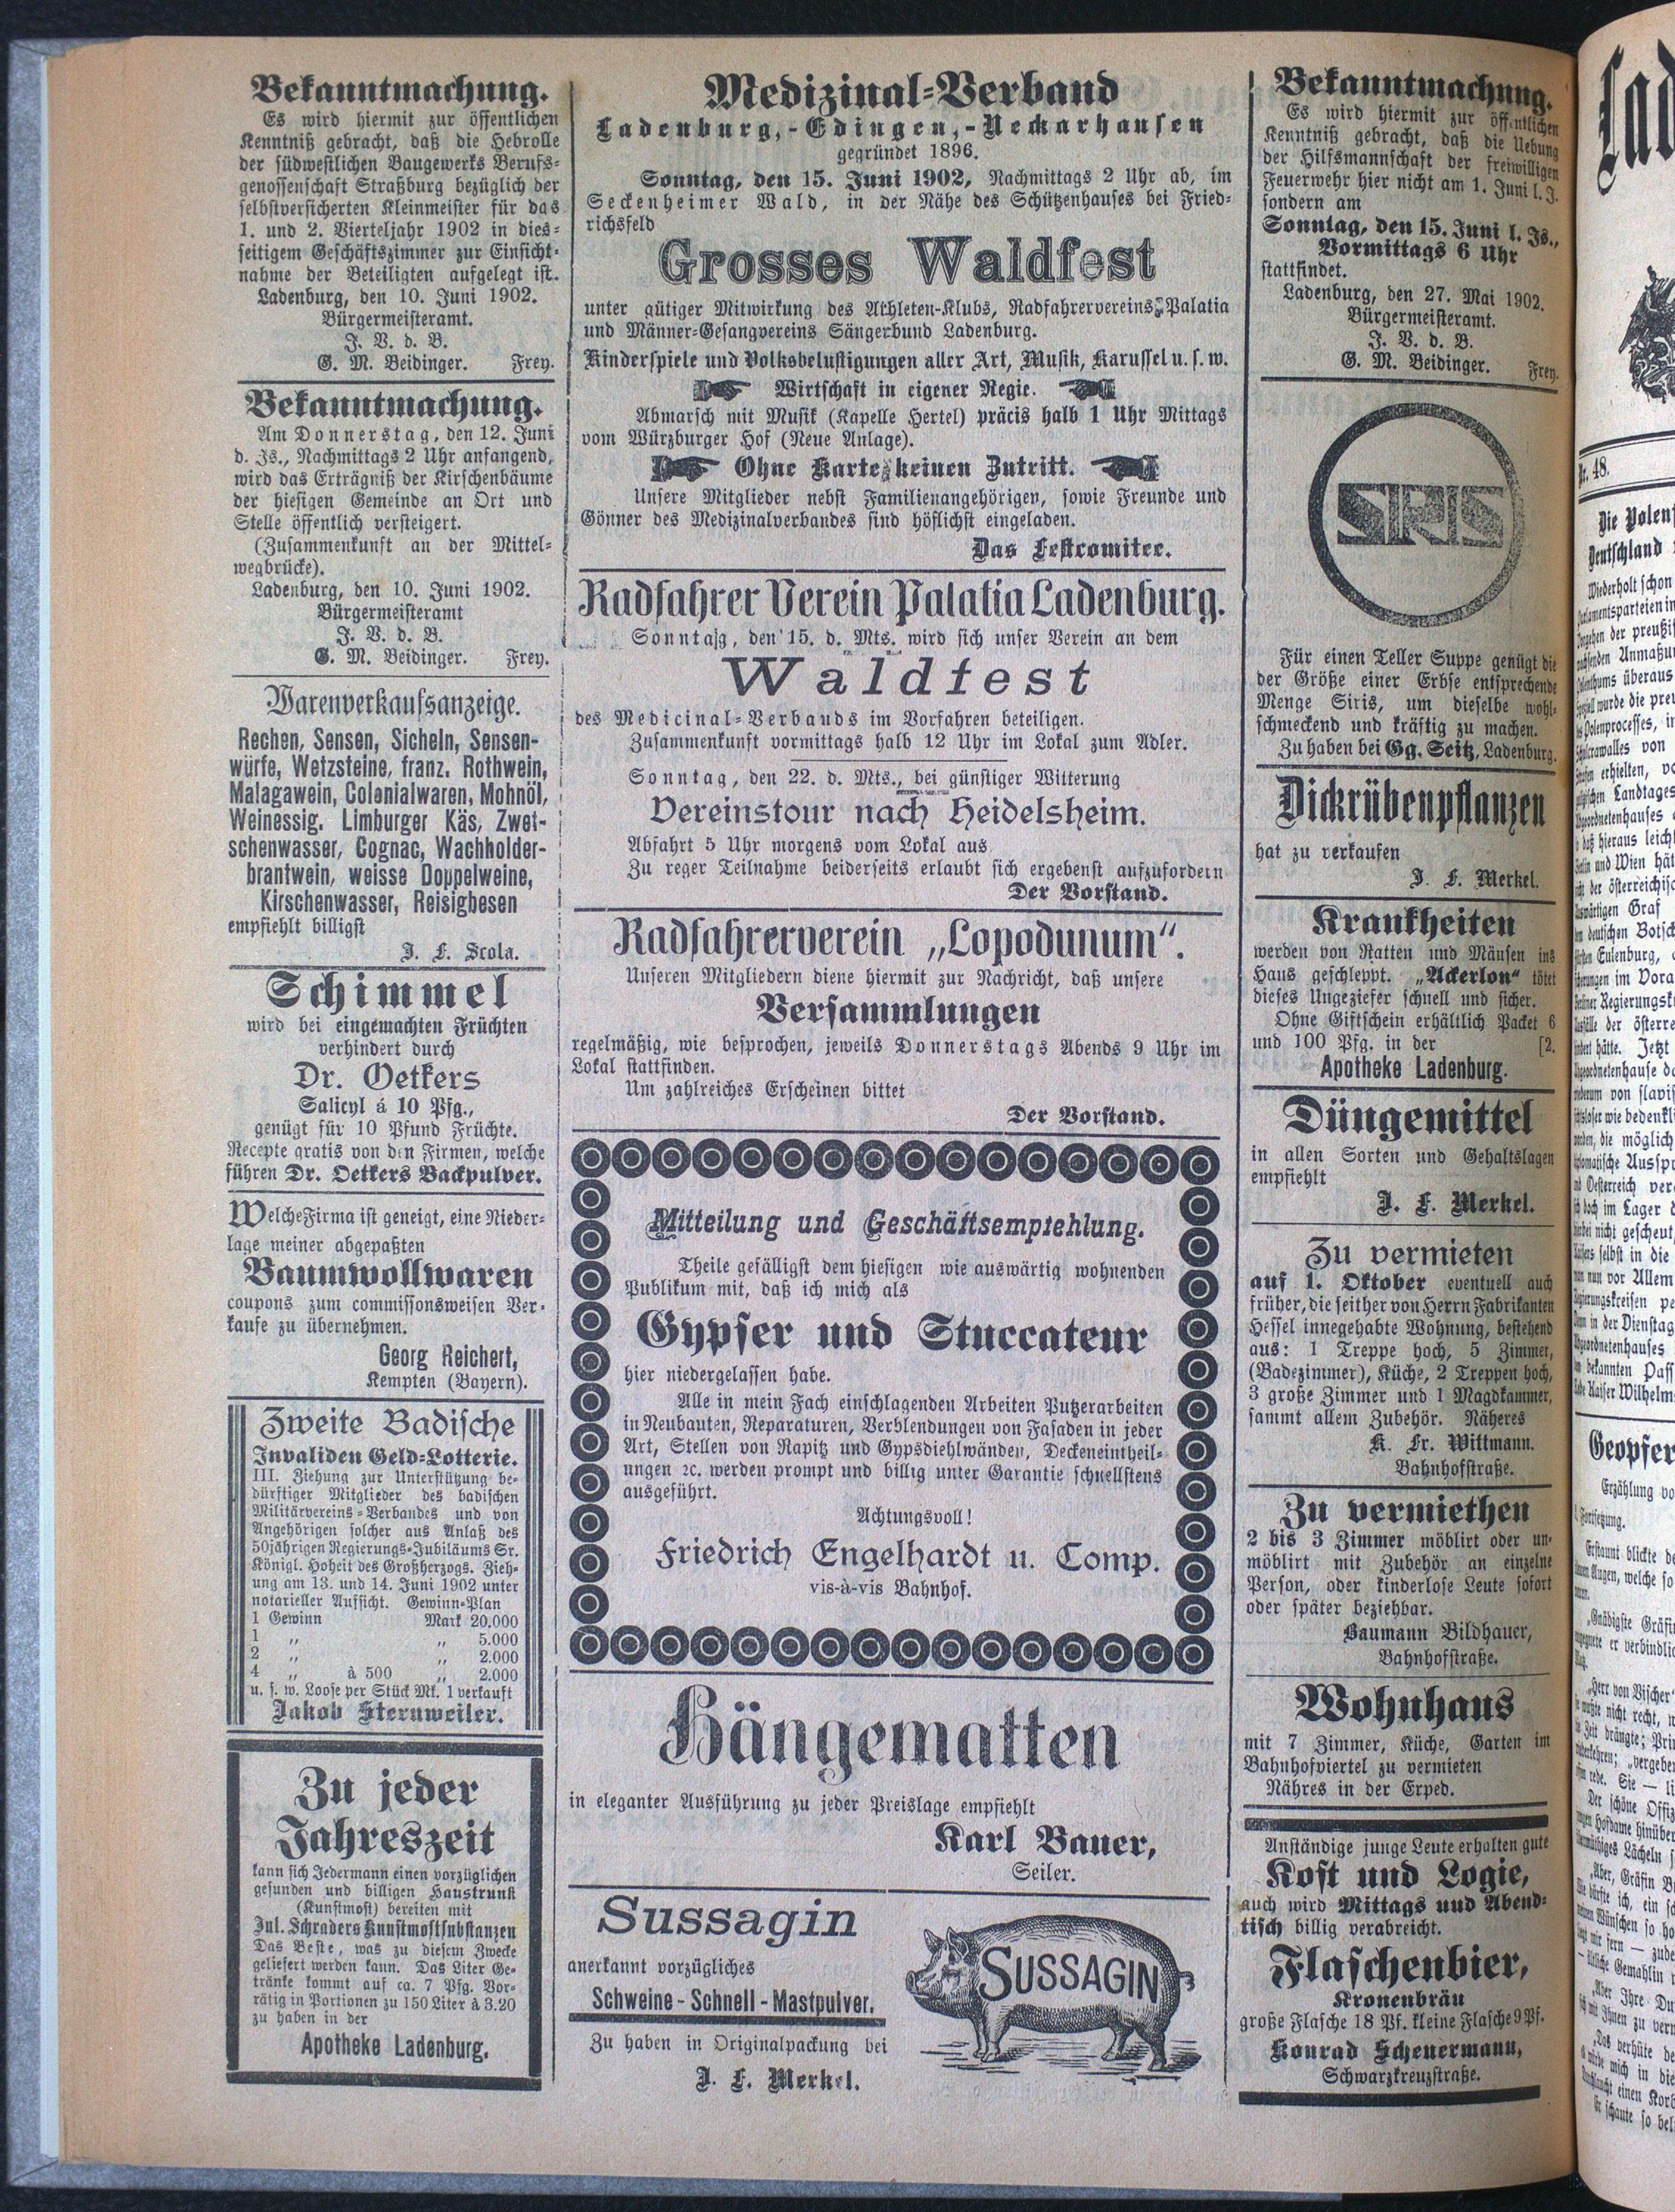 Bekanntmachung.
Es wird hiermit zur öffentlichen
Kenntniß gebracht, daß die Hebrolle
der südwestlichen Baugewerks Berufs-
genossenschaft Straßburg bezüglich der
selbstversicherten Kleinmeister für das
1. und 2. Vierteljahr 1902 in dies-
seitigem Geschäftszimmer zur Einsicht-
nahme der Beteiligten aufgelegt ist.
Ladenburg, den 10. Juni 1902.
Bürgermeisteramt.
J. V. d. B.
G. M. Beidinger. Frey.
Bekanntmachung.
Am Donnerstag, den 12. Juni
d. Js., Nachmittags 2 Uhr anfangend,
wird das Erträgniß der Kirschenbäume
der hiesigen Gemeinde an Ort und
Stelle öffentlich versteigert.
(Zusammenkunft an der Mittel-
wegbrücke).
Ladenburg, den 10. Juni 1902.
Bürgermeisteramt
J. V. d. B.
G. M. Beidinger. Frey.
Warenverkaufsanzeige.
Rechen, Sensen, Sicheln, Sensen-
würfe, Wetzsteine, franz. Rothwein,
Malagawein, Colonialwaren, Mohnöl,
Weinessig. Limburger Käs, Zwet-
schenwasser, Cognac, Wachholder-
brantwein, weisse Doppelweine,
Kirschenwasser, Reisigbesen
empfiehlt billigst
J. F. Scola.
Schimmel
wird bei eingemachten Früchten
verhindert durch
Dr. Oetkers
Salicyl á 10 Pfg.,
genügt für 10 Pfund Früchte.
Recepte gratis von den Firmen, welche
führen Dr. Oetkers Backpulver.
Welche Firma ist geneigt, eine Nieder-
lage meiner abgepaßten
Baumwollwaren
coupons zum commissonsweisen Ver-
kaufe zu übernehmen.
Georg Reichert,
Kempten (Bayern).
Zweite Badische
Invaliden Geld-Lotterie.
III. Ziehung zur Unterstützung be-
dürftiger Mitglieder des badischen
Militärvereins-Verbandes und von
Angehörigen solcher aus Anlaß des
50jährigen Regierungs-Jubiläums Sr.
Königl. Hoheit des Großherzogs. Zieh-
ung am 13. und 14. Juni 1902 unter
notarieller Aufsicht. Gewinn-Plan
1 Gewinn Mark 20.000
1 „ „ 5.000
2 „ „ 2.000
4 „ à 500 „ 2.000
u. s. w. Loose per Stück Mk. 1 verkauft
Jakob Sternweiler.
Zu jeder
Jahreszeit
kann sich Jedermann einen vorzüglichen
gesunden und billigen Haustrunk
(Kunstmost) bereiten mit
Jul. Schraders Kunstmostsubstanzen
Das Beste, was zu diesem Zwecke
geliefert werden kann. Das Liter Ge-
tränke kommt auf ca. 7 Pfg. Vor-
rätig in Portionen zu 150 Liter à 3.20
zu haben in der
Apotheke Ladenburg.
Medizinal-Verband
Ladenburg,-Edingen,-Neckarhausen
gegründet 1896.
Sonntag, den 15. Juni 1902, Nachmittags 2 Uhr ab, im
Seckenheimer Wald, in der Nähe des Schützenhauses bei Fried-
richsfeld
Grosses Waldfest
unter gütiger Mitwirkung des Athleten-Klubs, Radfahrervereins Palatia
und Männer-Gesangvereins Sängerbund Ladenburg.
Kinderspiele und Volksbelustigungen aller Art, Musik, Karussel u. s. w.
Wirtschaft in eigener Regie.
Abmarsch mit Musik (Kapelle Hertel) präcis halb 1 Uhr Mittags
vom Würzburger Hof (Neue Anlage).
Ohne Karte keinen Zutritt.
Unsere Mitglieder nebst Familienangehörigen, sowie Freunde und
Gönner des Medizinalverbandes sind höflichst eingeladen.
Das Festcomitee.
Radfahrer Verein Palatia Ladenburg.
Sonntag, den 15. d. Mts. wird sich unser Verein an dem
Waldfest
des Medicinal-Verbands im Vorfahren beteiligen.
Zusammenkunft vormittags halb 12 Uhr im Lokal zum Adler.
Sonntag, den 22. d. Mts., bei günstiger Witterung
Vereinstour nach Heidelsheim.
Abfahrt 5 Uhr morgens vom Lokal aus
Zu reger Teilnahme beiderseits erlaubt sich ergebenst aufzufordern
Der Vorstand.
Radfahrerverein „Lopodunum“.
Unseren Mitgliedern diene hiermit zur Nachricht, daß unsere
Versammlungen
regelmäßig, wie besprochen, jeweils Donnerstags Abends 9 Uhr im
Lokal stattfinden.
Um zahlreiches Erscheinen bittet
Der Vorstand.
Mitteilung und Geschäftsempfehlung.
Theile gefälligst dem hiesigen wie auswärtig wohnenden
Publikum mit, daß ich mich als
Gypser und Stuccateur
hier niedergelassen habe.
Alle in mein Fach einschlagenden Arbeiten Putzerarbeiten
in Neubauten, Reparaturen, Verblendungen von Fasaden in jeder
Art, Stellen von Rapitz und Gypsdiehlwänden, Deckeneintheil-
ungen ꝛc. werden prompt und billig unter Garantie schnellstens
ausgeführt.
Achtungsvoll!
Friedrich Engelhardt u. Comp.
vis-à-vis Bahnhof.
Hängematten
in eleganter Ausführung zu jeder Preislage empfiehlt
Karl Bauer,
Seiler.
Sussagin
anerkannt vorzügliches
Schweine-Schnell-Mastpulver.
Zu haben in Originalpackung bei
J. F. Merkel.
SUSSAGIN
Bekanntmachung.
Es wird hiermit zur öffentlichen
Kenntniß gebracht, daß die Uebung
der Hilfsmannschaft der freiwilligen
Feuerwehr hier nicht am 1. Juni l. J.
sondern am
Sonntag, den 15. Juni l. Js.,
Vormittags 6 Uhr
stattfindet.
Ladenburg, den 27. Mai 1902.
Bürgermeisteramt.
J. V. d. B.
G. M. Beidinger. Frey.
SIRIS
Für einen Teller Suppe genügt die
der Größe einer Erbse entsprechende
Menge Siris, um dieselbe wohl-
schmeckend und kräftig zu machen.
Zu haben bei Gg. Seitz, Ladenburg.
Dickrübenpflanzen
hat zu verkaufen
J. F. Merkel.
Krankheiten
werden von Ratten und Mäusen ins
Haus geschleppt. „Ackerlon“ tötet
dieses Ungeziefer schnell und sicher.
Ohne Giftschein erhältlich Packet 6
und 100 Pfg. in der [2.
Apotheke Ladenburg.
Düngemittel
in allen Sorten und Gehaltslagen
empfiehlt
J. F. Merkel.
Zu vermieten
auf 1. Oktober eventuell auch
früher, die seither von Herrn Fabrikanten
Hessel innegehabte Wohnung, bestehend
aus: 1 Treppe hoch, 5 Zimmer,
(Badezimmer), Küche, 2 Treppen hoch,
3 große Zimmer und 1 Magdkammer,
sammt allem Zubehör. Näheres
K. Fr. Wittmann.
Bahnhofstraße.
Zu vermiethen
2 bis 3 Zimmer möblirt oder un-
möblirt mit Zubehör an einzelne
Person, oder kinderlose Leute sofort
oder später beziehbar.
Baumann Bildhauer,
Bahnhofstraße.
Wohnhaus
mit 7 Zimmer, Küche, Garten im
Bahnhofviertel zu vermieten
Nähres in der Exped.
Anständige junge Leute erhalten gute
Kost und Logie,
auch wird Mittags und Abend-
tisch billig verabreicht.
Flaschenbier,
Kronenbräu
große Flasche 18 Pf. kleine Flasche 9 Pf.
Konrad Scheuermann,
Schwarzkreuzstraße.
Lad
Nr. 48.
Die Polen
Deutschland
Wiederholt schon